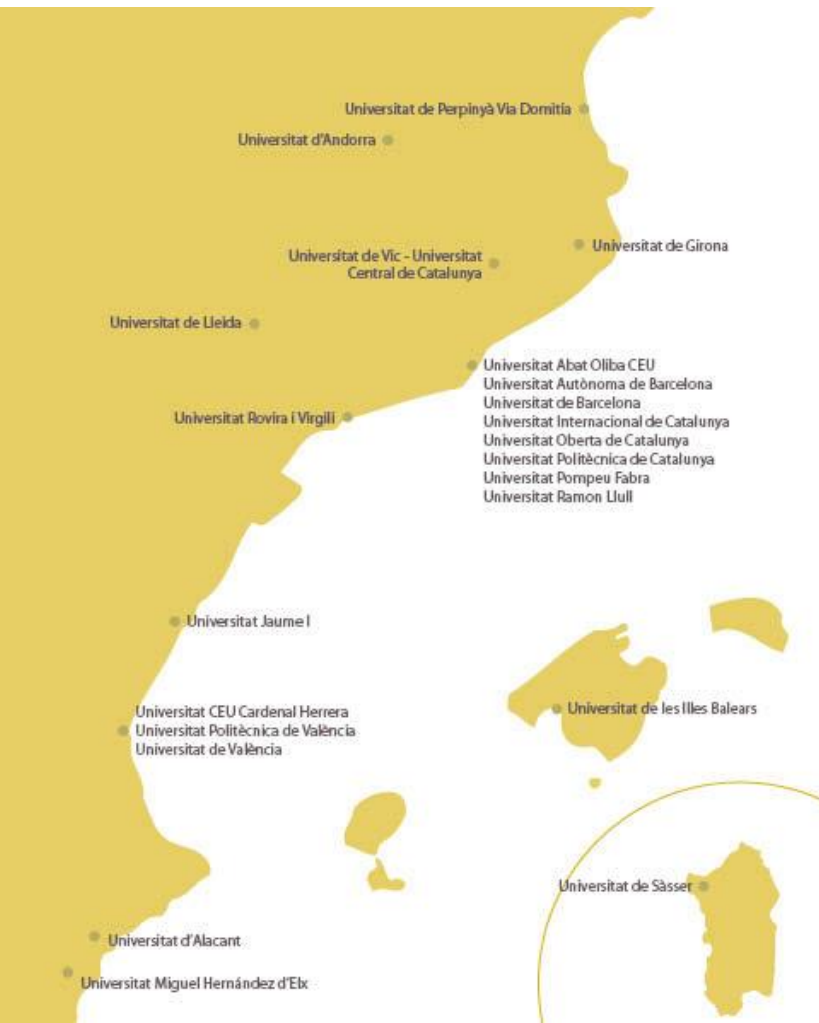 Universitat de Perpinyà Via Domitia
Universitat d'Andorra
Universitat de Girona
Universitat de Vic - Universitat
Central de Catalunya
Universitat de Lleida
Universitat Abat Oliba CEU
Universitat Autònoma de Barcelona
Universitat de Barcelona
Universitat Internacional de Catalunya
Universitat Oberta de Catalunya
Universitat Politècnica de Catalunya
Universitat Pompeu Fabra
Universitat Ramon Llull
Universitat Rovira i Virgili
Universitat Jaume I
Universitat de les Illes Balears
Universitat CEU Cardenal Herrera
Universitat Politècnica de València
Universitat de València
Universitat de Sàsser
Universitat d'Alacant
Universitat Miguel Hernández d'Elx